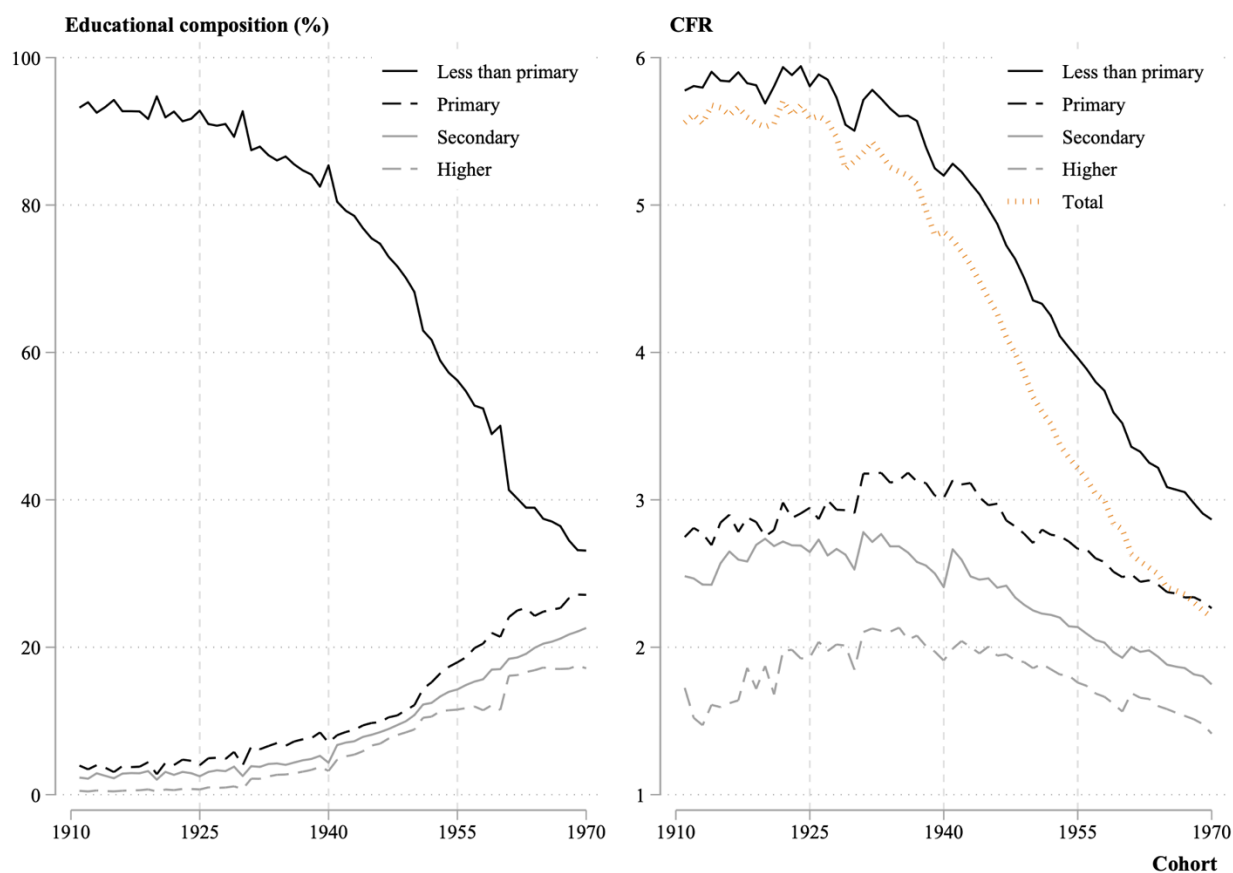 Educational composition (%)
100
80
60
40
20
0
1910
1925
1940
1955
1970
Less than primary
Primary
Secondary
Higher
CFR
6
5
4
3
2
1
1910
1925
1940
1955
1970
Less than primary
Primary
Secondary
Higher
Total
Cohort